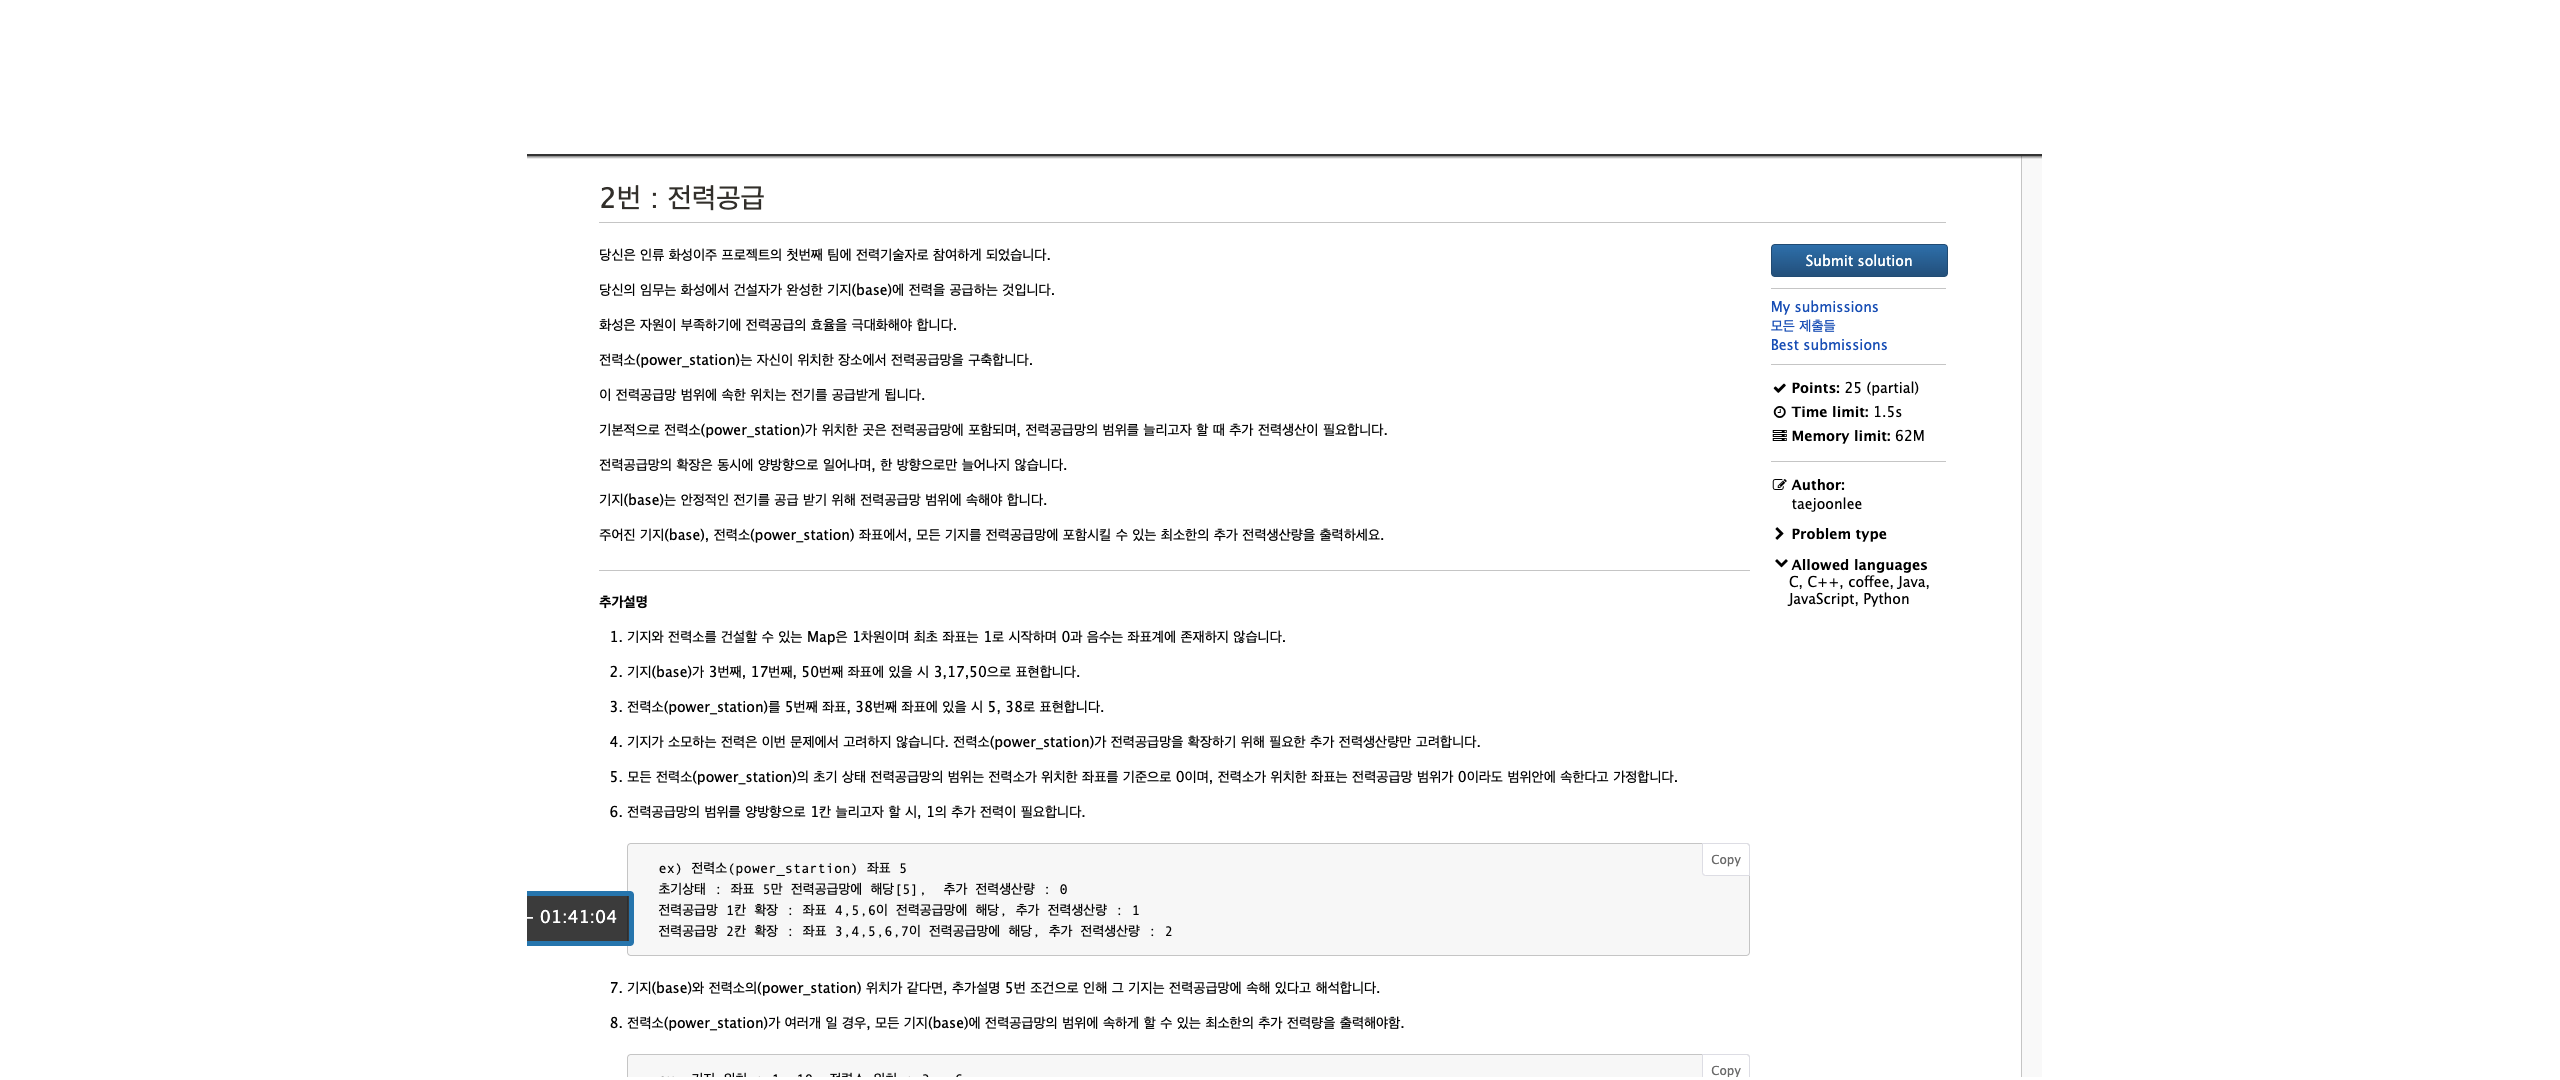 2번 : 전력공급
당신은 인류 화성이주 프로젝트의 첫번째 팀에 전력기술자로 참여하게 되었습니다.
당신의 임무는 화성에서 건설자가 완성한 기지(base)에 전력을 공급하는 것입니다.
화성은 자원이 부족하기에 전력공급의 효율을 극대화해야 합니다.
전력소(power_station)는 자신이 위치한 장소에서 전력공급망을 구축합니다.
이 전력공급망 범위에 속한 위치는 전기를 공급받게 됩니다.
기본적으로 전력소(power_station)가 위치한 곳은 전력공급망에 포함되며, 전력공급망의 범위를 늘리고자 할 때 추가 전력생산이 필요합니다.
전력공급망의 확장은 동시에 양방향으로 일어나며, 한 방향으로만 늘어나지 않습니다.
기지(base)는 안정적인 전기를 공급 받기 위해 전력공급망 범위에 속해야 합니다.
주어진 기지(base), 전력소(power_station) 좌표에서, 모든 기지를 전력공급망에 포함시킬 수 있는 최소한의 추가 전력생산량을 출력하세요.
추가설명
1. 기지와 전력소를 건설할 수 있는 Map은 1차원이며 최초 좌표는 1로 시작하며 0과 음수는 좌표계에 존재하지 않습니다.
2. 기지(base)가 3번째, 17번째, 50번째 좌표에 있을 시 3,17,50으로 표현합니다.
3. 전력소(power_station)를 5번째 좌표, 38번째 좌표에 있을 시 5, 38로 표현합니다.
4. 기지가 소모하는 전력은 이번 문제에서 고려하지 않습니다. 전력소(power_station)가 전력공급망을 확장하기 위해 필요한 추가 전력생산량만 고려합니다.
5. 모든 전력소(power_station)의 초기 상태 전력공급망의 범위는 전력소가 위치한 좌표를 기준으로 0이며, 전력소가 위치한 좌표는 전력공급망 범위가 0이라도 범위안에 속한다고 가정합니다.
6. 전력공급망의 범위를 양방향으로 1칸 늘리고자 할 시, 1의 추가 전력이 필요합니다.
Copy
ex) 전력소(power_startion) 좌표 5
초기상태 : 좌표 5만 전력공급망에 해당[5],  추가 전력생산량 : 0
전력공급망 1칸 확장 : 좌표 4,5,6이 전력공급망에 해당, 추가 전력생산량 : 1
전력공급망 2칸 확장 : 좌표 3,4,5,6,7이 전력공급망에 해당, 추가 전력생산량 : 2
- 01:41:04
7. 기지(base)와 전력소의(power_station) 위치가 같다면, 추가설명 5번 조건으로 인해 그 기지는 전력공급망에 속해 있다고 해석합니다.
8. 전력소(power_station)가 여러개 일 경우, 모든 기지(base)에 전력공급망의 범위에 속하게 할 수 있는 최소한의 추가 전력량을 출력해야함.
Copy
Submit solution
My submissions
모든 제출들
Best submissions
Points: 25 (partial)
Time limit: 1.5s
Memory limit: 62M
Author:
taejoonlee
Problem type
Allowed languages
C, C++, coffee, Java,
JavaScript, Python